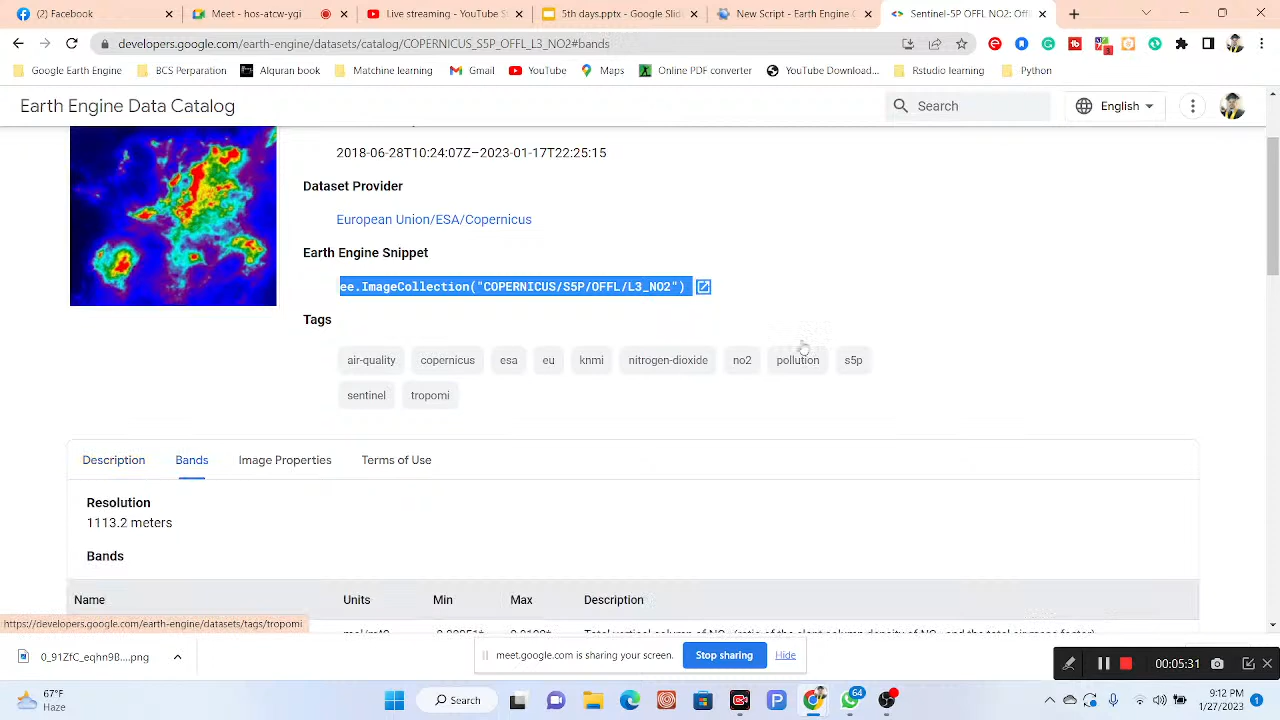 Facebook
Meet - hos-atcw-ygi
Live streaming - YouTube S
5th days.pptx - Google Slid
New Script - Earth Engine C
Sentinel-5P OFFL NO2: Offl
developers.google.com/earth-engine/datasets/catalog/COPERNICUS_S5P_OFFL_L3_NO2#bands
Google Earth Engine
BCS Preparation
Alquran book
Matchine learning
Gmail
YouTube
Maps
Online PDF converter
YouTube Download...
Rstudio learning
Python
Earth Engine Data Catalog
Search
English
2018-06-28T10:24:07Z–2023-01-17T22:25:15
Dataset Provider
European Union/ESA/Copernicus
Earth Engine Snippet
ee.ImageCollection("COPERNICUS/S5P/OFFL/L3_NO2")
Tags
air-quality copernicus esa eu knmi nitrogen-dioxide no2 pollution s5p
sentinel tropomi
Description Bands Image Properties Terms of Use
Resolution
1113.2 meters
Bands
Name Units Min Max Description
https://developers.google.com/earth-engine/datasets/tags/tropomi
0_91ZfC_eqhn9B....png
meet.google.com is sharing your screen.
Stop sharing
Hide
00:05:31
67°F
Haze
Search
64
9:12 PM
1/27/2023
1